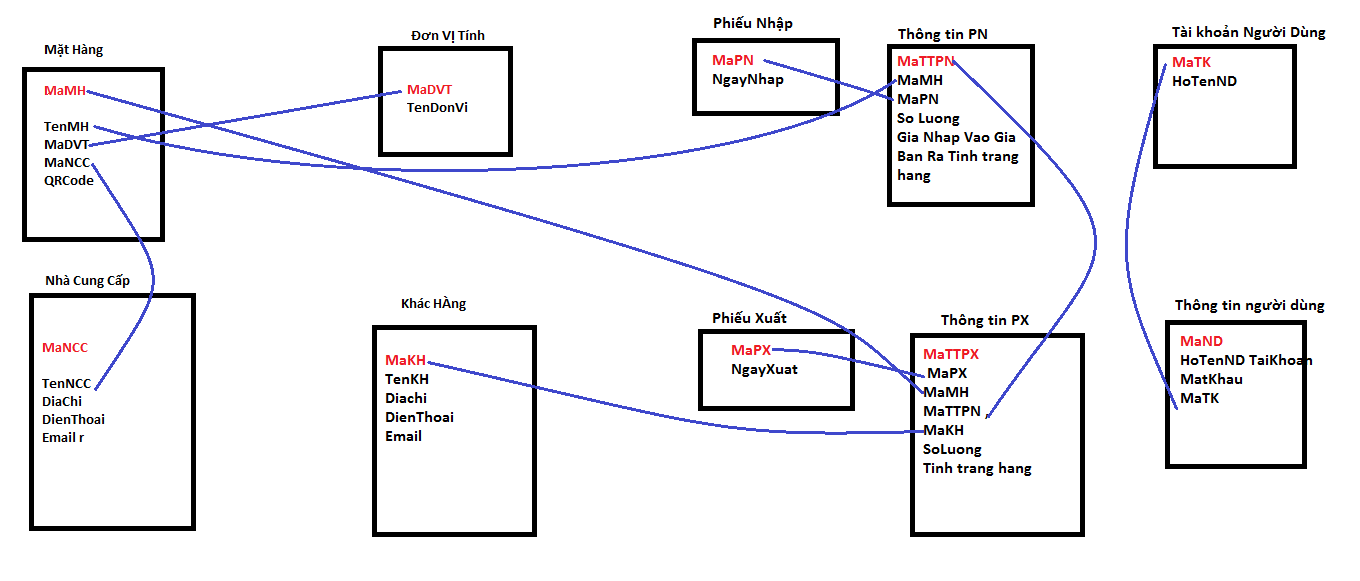 Mặt Hàng
MaMH
TenMH
MaDVT
MaNCC
QRCode
Đơn Vị Tính
MaDVT
TenDonVi
Phiếu Nhập
MaPN
NgayNhap
Thông tin PN
MaTTPN
MaMH
MaPN
So Luong
Gia Nhap Vao Gia
Ban Ra Tinh trang
hang
Tài khoản Người Dùng
MaTK
HoTenND
Nhà Cung Cấp
MaNCC
TenNCC
DiaChi
DienThoai
Email r
Khác HÀng
MaKH
TenKH
Diachi
DienThoai
Email
Phiếu Xuất
MaPX
NgayXuat
Thông tin PX
MaTTPX
MaPX
MaMH
MaTTPN ,
MaKH
SoLuong
Tinh trang hang
Thông tin người dùng
MaND
HoTenND TaiKhoan
MatKhau
MaTK